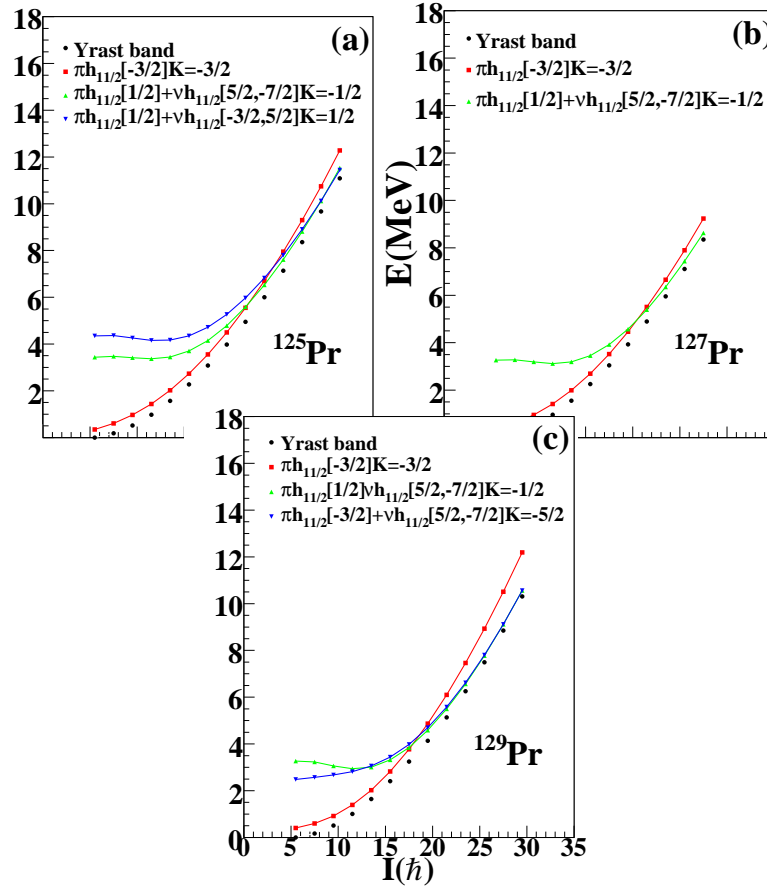 (a)
Yrast band
πh11/2[-3/2]K=-3/2
πh11/2[1/2]+νh11/2[5/2,-7/2]K=-1/2
πh11/2[1/2]+νh11/2[-3/2,5/2]K=1/2
18
16
14
12
10
8
6
4
2
125Pr
(b)
Yrast band
πh11/2[-3/2]K=-3/2
πh11/2[1/2]+νh11/2[5/2,-7/2]K=-1/2
18
16
14
12
10
8
6
4
2
E(MeV)
127Pr
(c)
Yrast band
πh11/2[-3/2]K=-3/2
πh11/2[1/2]νh11/2[5/2,-7/2]K=-1/2
πh11/2[-3/2]+νh11/2[5/2,-7/2]K=-5/2
18
16
14
12
10
8
6
4
2
0
129Pr
0 5 10 15 20 25 30 35
I(ℏ)